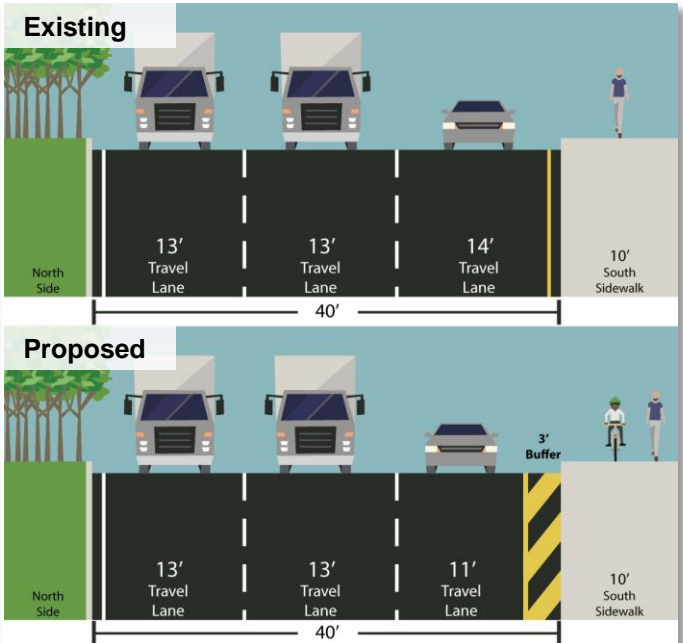 Existing
13′
Travel
Lane
13′
Travel
Lane
14′
Travel
Lane
North
Side
10′
South
Sidewalk
40′
Proposed
3′
Buffer
13′
Travel
Lane
13′
Travel
Lane
11′
Travel
Lane
North
Side
10′
South
Sidewalk
40′